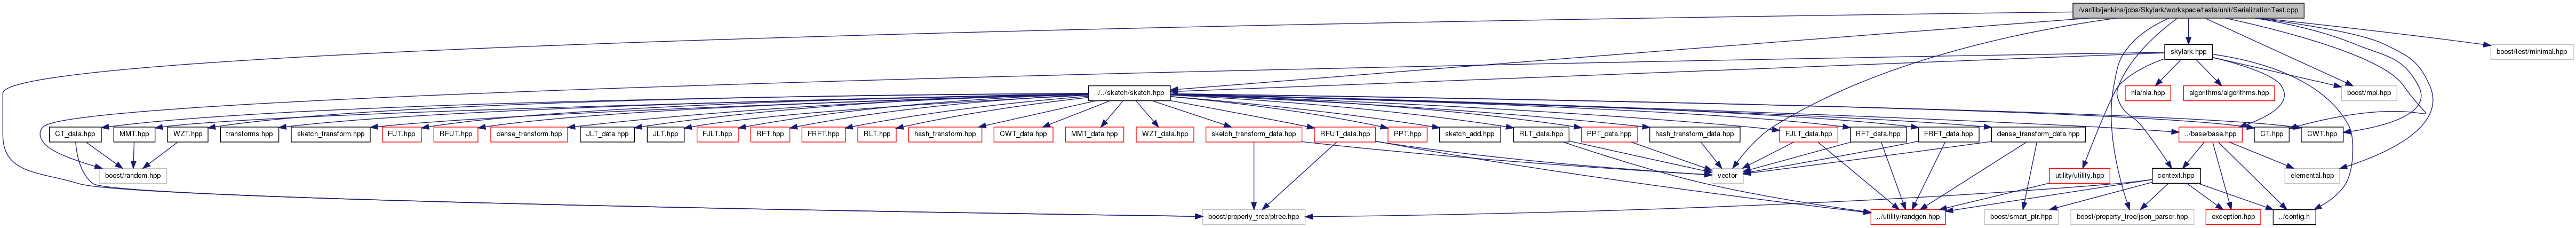 /var/lib/jenkins/jobs/Skylark/workspace/tests/unit/SerializationTest.cpp
skylark.hpp
boost/test/minimal.hpp
../../sketch/sketch.hpp
nla/nla.hpp
algorithms/algorithms.hpp
boost/mpi.hpp
CT_data.hpp
MMT.hpp
WZT.hpp
transforms.hpp
sketch_transform.hpp
FUT.hpp
RFUT.hpp
dense_transform.hpp
JLT_data.hpp
JLT.hpp
FJLT.hpp
RFT.hpp
FRFT.hpp
RLT.hpp
hash_transform.hpp
CWT_data.hpp
MMT_data.hpp
WZT_data.hpp
sketch_transform_data.hpp
RFUT_data.hpp
PPT.hpp
sketch_add.hpp
RLT_data.hpp
PPT_data.hpp
hash_transform_data.hpp
FJLT_data.hpp
RFT_data.hpp
FRFT_data.hpp
dense_transform_data.hpp
../base/base.hpp
CT.hpp
CWT.hpp
boost/random.hpp
vector
utility/utility.hpp
context.hpp
elemental.hpp
boost/property_tree/ptree.hpp
../utility/randgen.hpp
boost/smart_ptr.hpp
boost/property_tree/json_parser.hpp
exception.hpp
../config.h